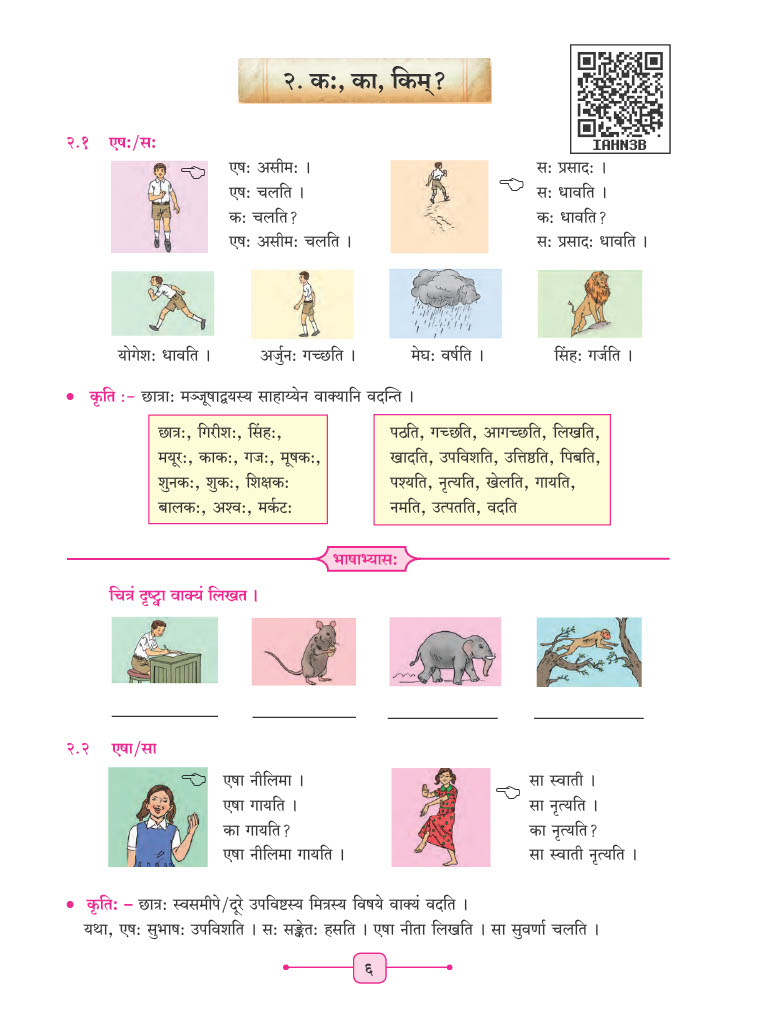 २. कः, का, किम्?
IAHN3B
२.१ एषः/सः
एषः असीमः ।
एषः चलति ।
कः चलति?
एषः असीमः चलति ।
सः प्रसादः ।
सः धावति ।
कः धावति?
सः प्रसादः धावति ।
योगेशः धावति ।
अर्जुनः गच्छति ।
मेघः वर्षति ।
सिंहः गर्जति ।
• कृति :- छात्राः मञ्जूषाद्वयस्य साहाय्येन वाक्यानि वदन्ति ।
छात्रः, गिरीशः, सिंहः,
मयूरः, काकः, गजः, मूषकः,
शुनकः, शुकः, शिक्षकः
बालकः, अश्वः, मर्कटः
पठति, गच्छति, आगच्छति, लिखति,
खादति, उपविशति, उत्तिष्ठति, पिबति,
पश्यति, नृत्यति, खेलति, गायति,
नमति, उत्पतति, वदति
भाषाभ्यासः
चित्रं दृष्ट्वा वाक्यं लिखत ।
२.२ एषा/सा
एषा नीलिमा ।
एषा गायति ।
का गायति?
एषा नीलिमा गायति ।
सा स्वाती ।
सा नृत्यति ।
का नृत्यति?
सा स्वाती नृत्यति ।
• कृतिः – छात्रः स्वसमीपे/दूरे उपविष्टस्य मित्रस्य विषये वाक्यं वदति ।
यथा, एषः सुभाषः उपविशति । सः सङ्केतः हसति । एषा नीता लिखति । सा सुवर्णा चलति ।
६